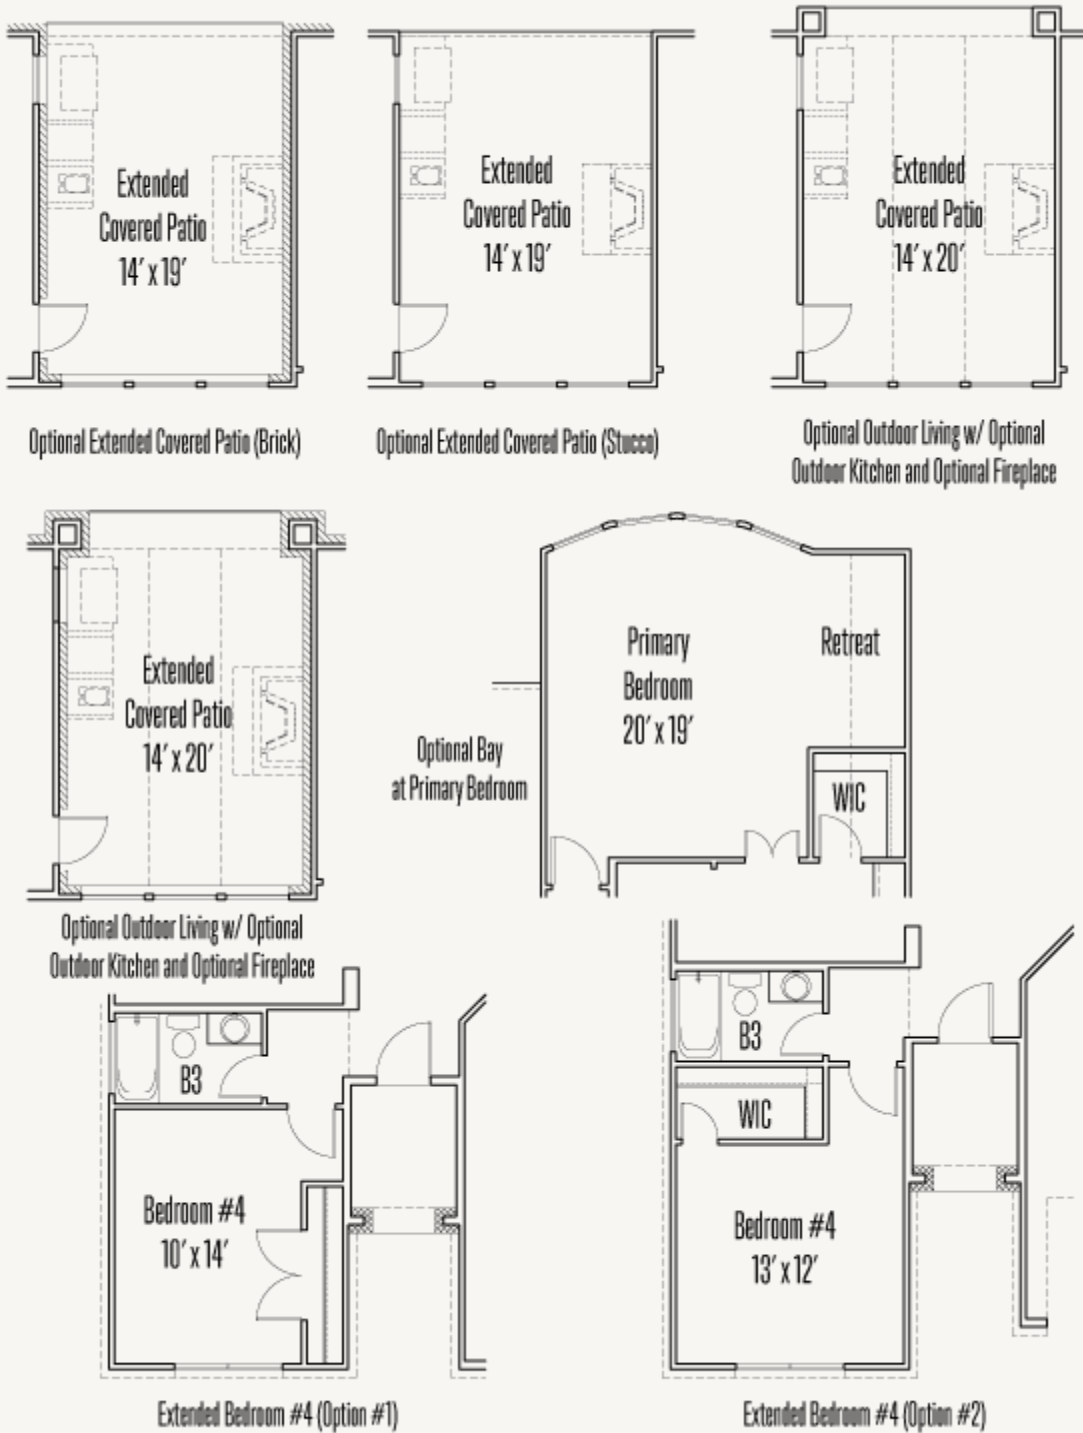 Extended
Covered Patio
14' x 19'
Optional Extended Covered Patio (Brick)
Extended
Covered Patio
14' x 19'
Optional Extended Covered Patio (Stucco)
Extended
Covered Patio
14' x 20'
Optional Outdoor Living w/ Optional
Outdoor Kitchen and Optional Fireplace
Extended
Covered Patio
14' x 20'
Optional Outdoor Living w/ Optional
Outdoor Kitchen and Optional Fireplace
Primary
Bedroom
20' x 19'
Retreat
WIC
Optional Bay
at Primary Bedroom
B3
Bedroom #4
10' x 14'
Extended Bedroom #4 (Option #1)
B3
WIC
Bedroom #4
13' x 12'
Extended Bedroom #4 (Option #2)